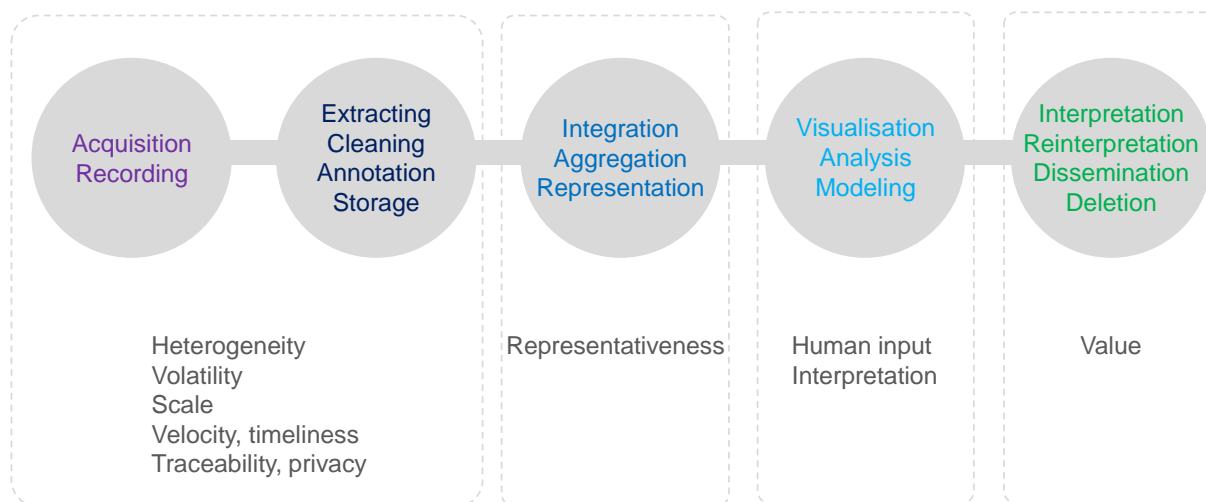 Acquisition
Recording
Extracting
Cleaning
Annotation
Storage
Integration
Aggregation
Representation
Visualisation
Analysis
Modeling
Interpretation
Reinterpretation
Dissemination
Deletion
Heterogeneity
Volatility
Scale
Velocity, timeliness
Traceability, privacy
Representativeness
Human input
Interpretation
Value